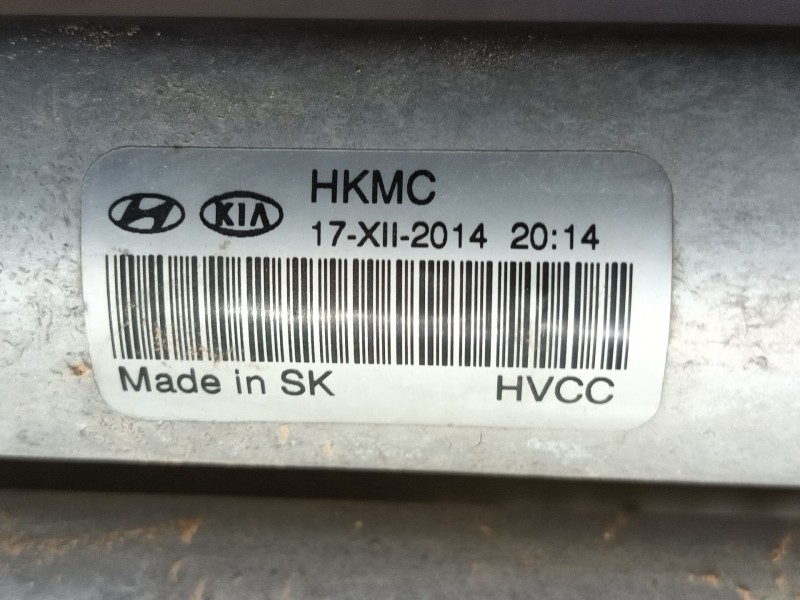 HKMC
KIA
17-XII-2014 20:14
Made in SK HVCC